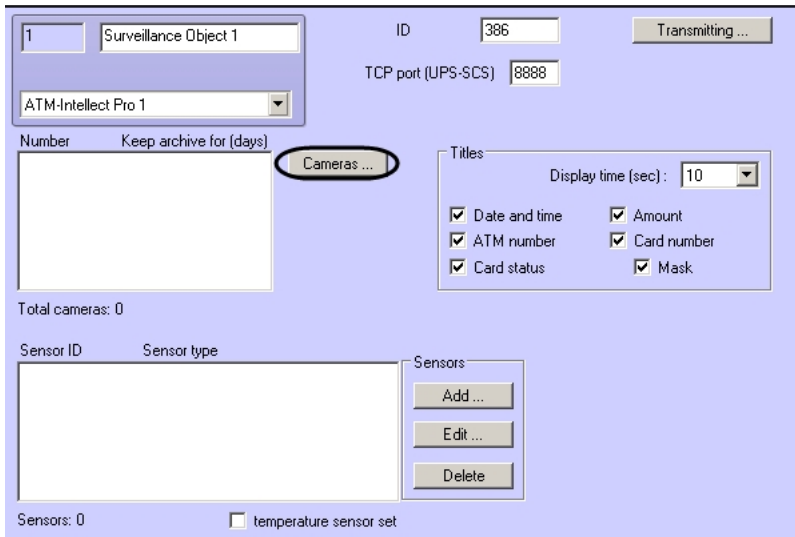 1 Surveillance Object 1
ID 386
Transmitting ...
TCP port (UPS-SCS) 8888
ATM-Intellect Pro 1
Number Keep archive for (days)
Cameras ...
Titles
Display time (sec) : 10
Date and time Amount
ATM number Card number
Card status Mask
Total cameras: 0
Sensor ID Sensor type
Sensors
Add ...
Edit ...
Delete
Sensors: 0 temperature sensor set